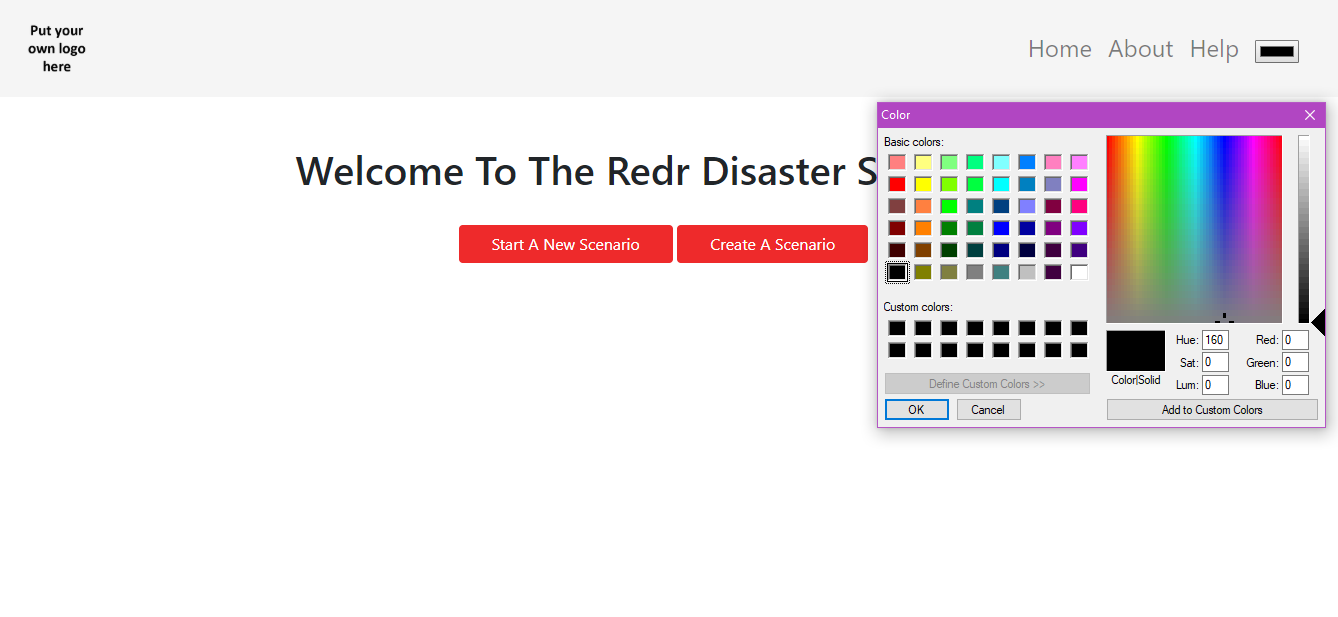 Put your
own logo
here
Home About Help
Welcome To The Redr Disaster S
Start A New Scenario
Create A Scenario
Color
Basic colors:
Custom colors:
Define Custom Colors >>
OK
Cancel
Color|Solid
Hue: 160
Sat: 0
Lum: 0
Red: 0
Green: 0
Blue: 0
Add to Custom Colors